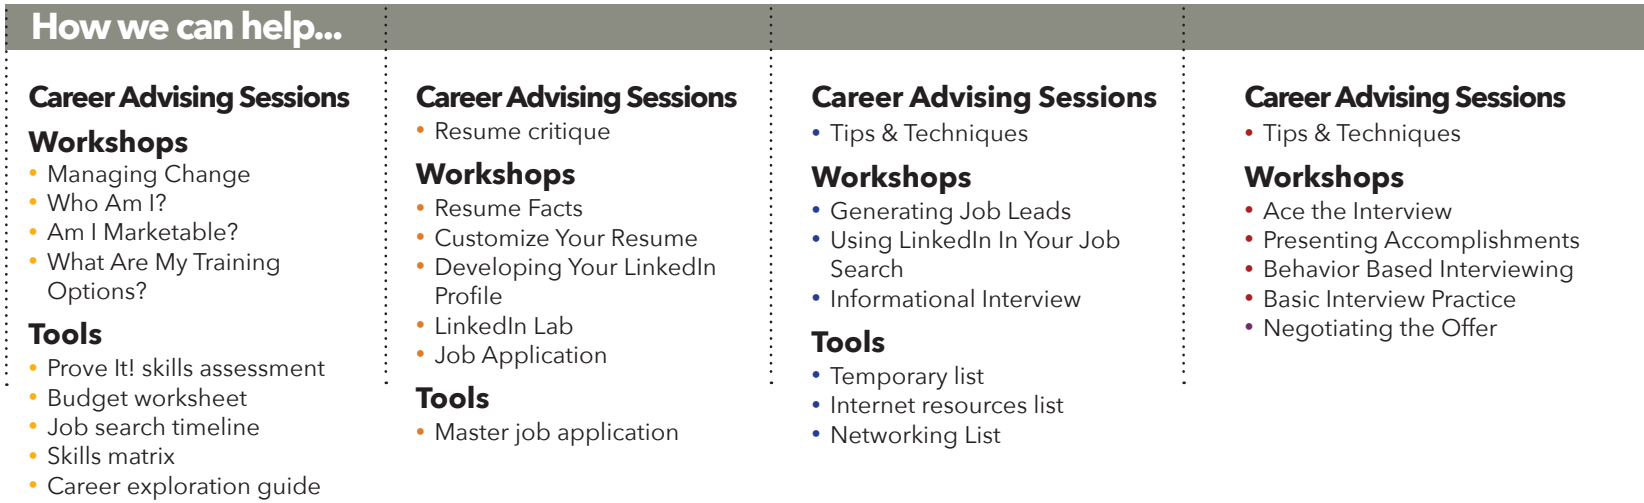 How we can help...
Career Advising Sessions
Workshops
• Managing Change
• Who Am I?
• Am I Marketable?
• What Are My Training
Options?
Tools
• Prove It! skills assessment
• Budget worksheet
• Job search timeline
• Skills matrix
• Career exploration guide
Career Advising Sessions
• Resume critique
Workshops
• Resume Facts
• Customize Your Resume
• Developing Your LinkedIn
Profile
• LinkedIn Lab
• Job Application
Tools
• Master job application
Career Advising Sessions
• Tips & Techniques
Workshops
• Generating Job Leads
• Using LinkedIn In Your Job
Search
• Informational Interview
Tools
• Temporary list
• Internet resources list
• Networking List
Career Advising Sessions
• Tips & Techniques
Workshops
• Ace the Interview
• Presenting Accomplishments
• Behavior Based Interviewing
• Basic Interview Practice
• Negotiating the Offer